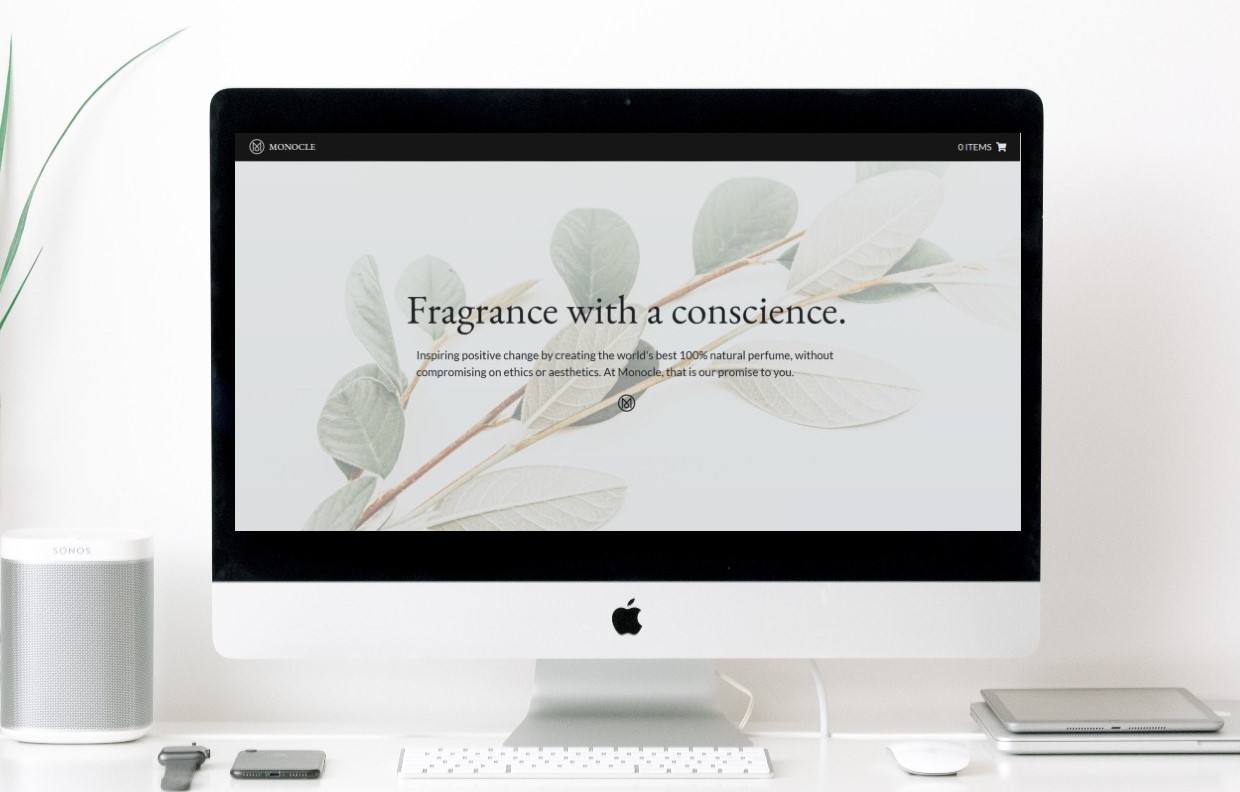 MONOCLE
0 ITEMS
Fragrance with a conscience.
Inspiring positive change by creating the world's best 100% natural perfume, without
compromising on ethics or aesthetics. At Monocle, that is our promise to you.
SONOS